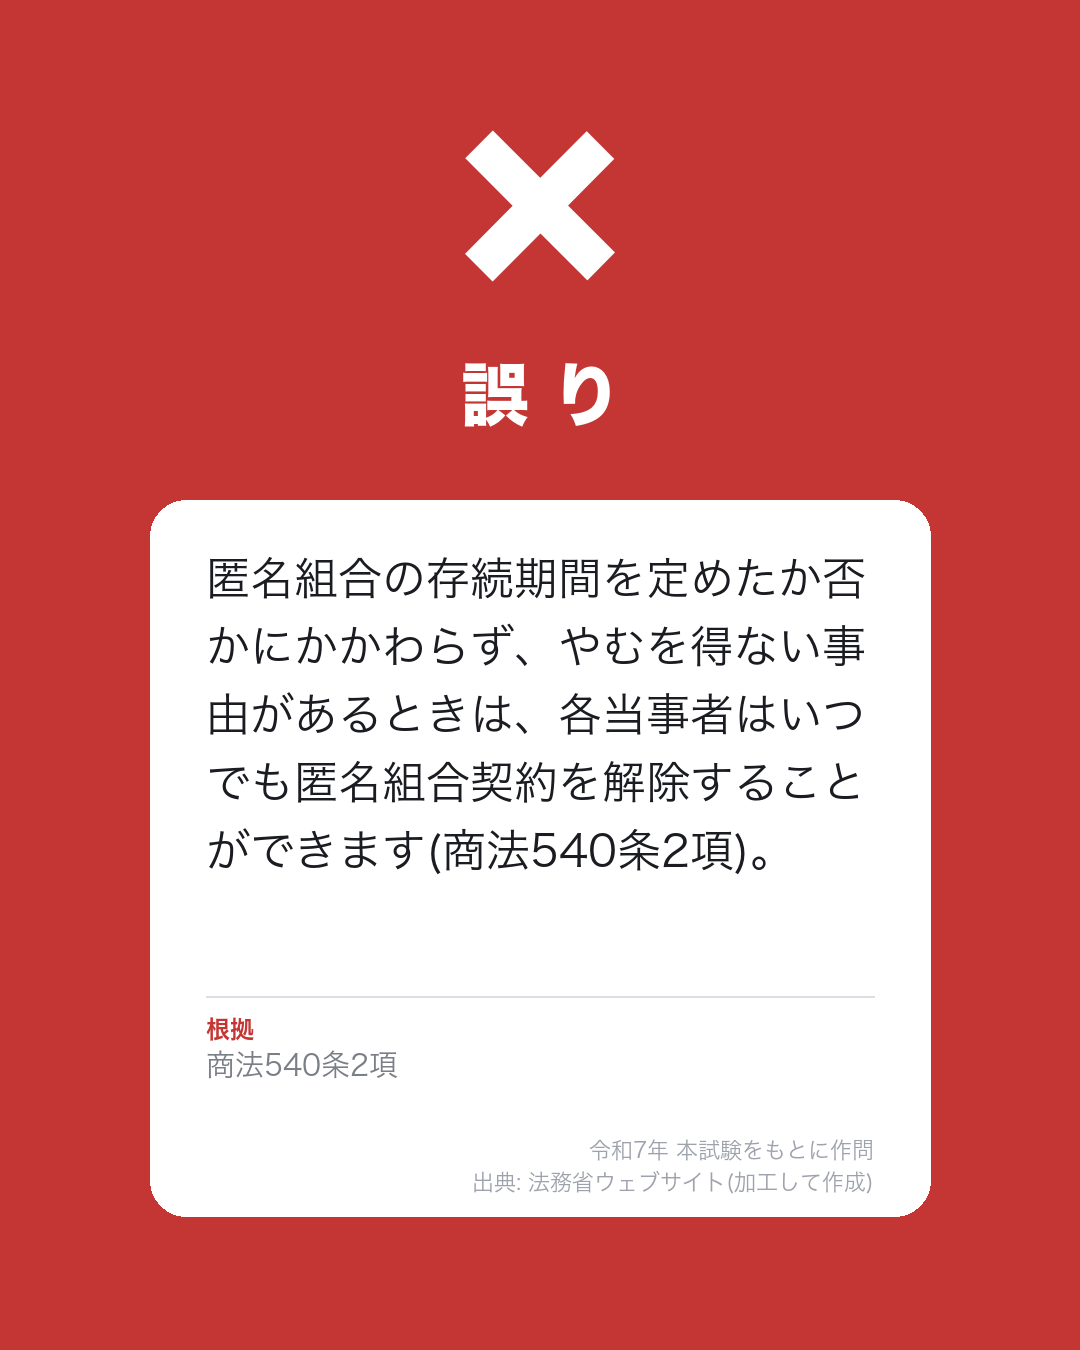 誤り
匿名組合の存続期間を定めたか否
かにかかわらず、やむを得ない事
由があるときは、各当事者はいつ
でも匿名組合契約を解除すること
ができます(商法540条2項)。
根拠
商法540条2項
令和7年 本試験をもとに作問
出典: 法務省ウェブサイト(加工して作成)